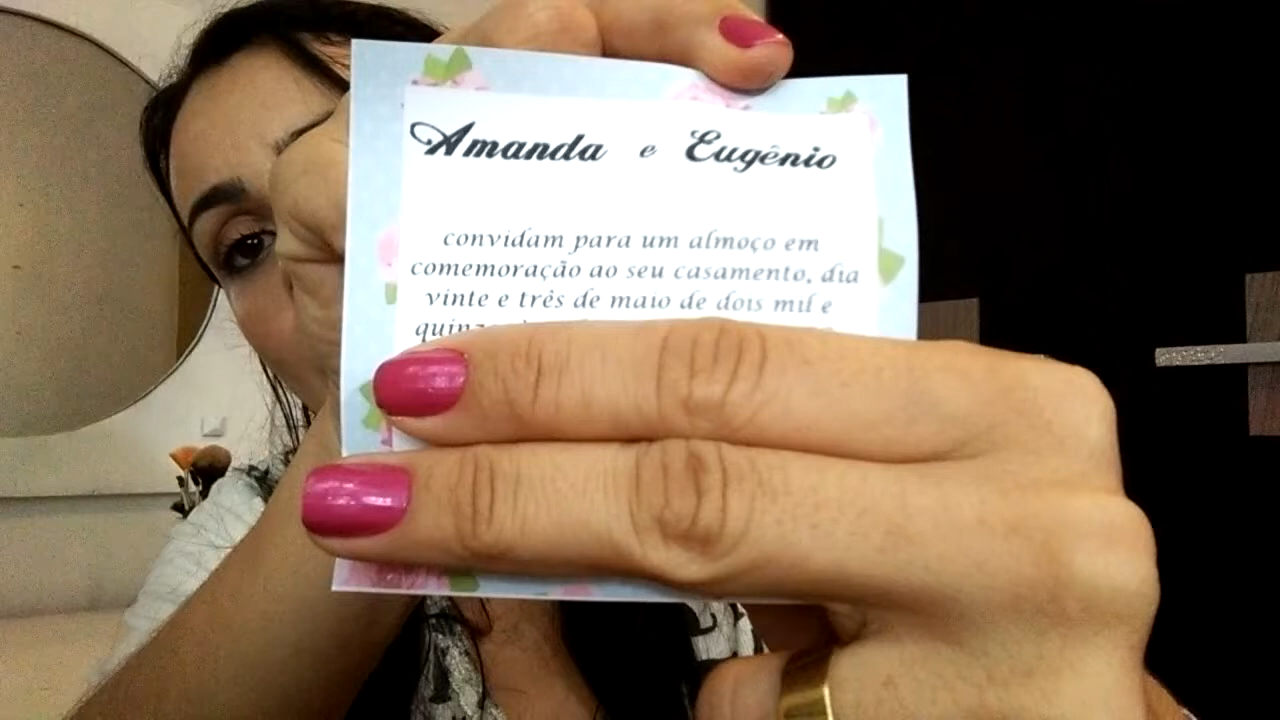 Amanda e Eugênio
convidam para um almoço em
comemoração ao seu casamento, dia
vinte e três de maio de dois mil e